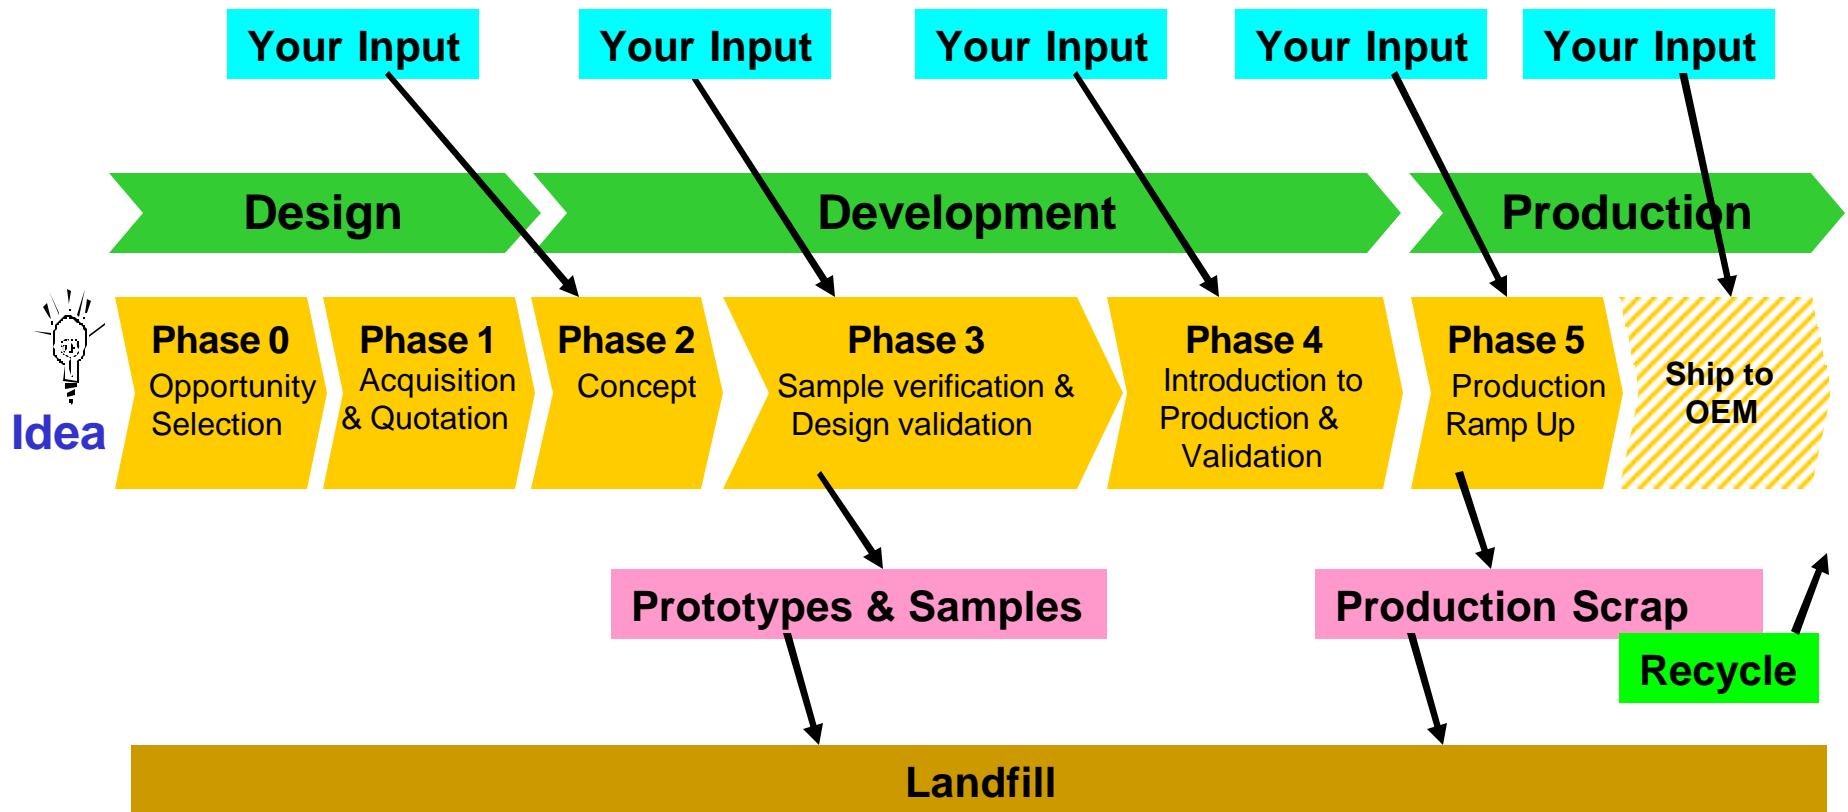 Your Input
Your Input
Your Input
Your Input
Your Input
Design
Development
Production
Idea
Phase 0
Opportunity
Selection
Phase 1
Acquisition
& Quotation
Phase 2
Concept
Phase 3
Sample verification &
Design validation
Phase 4
Introduction to
Production &
Validation
Phase 5
Production
Ramp Up
Ship to
OEM
Prototypes & Samples
Production Scrap
Recycle
Landfill